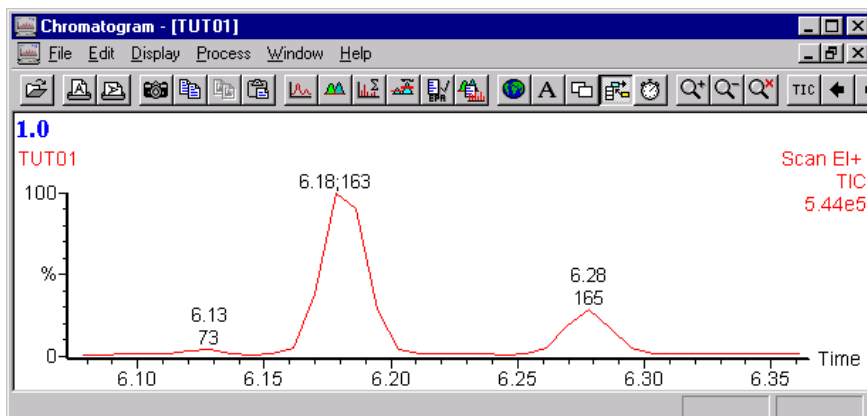 Chromatogram - [TUT01]
File Edit Display Process Window Help
EPR A TIC
1.0
TUT01
Scan EI+
TIC
5.44e5
6.18;163
100
%
0
6.13
73
6.28
165
Time
6.10 6.15 6.20 6.25 6.30 6.35